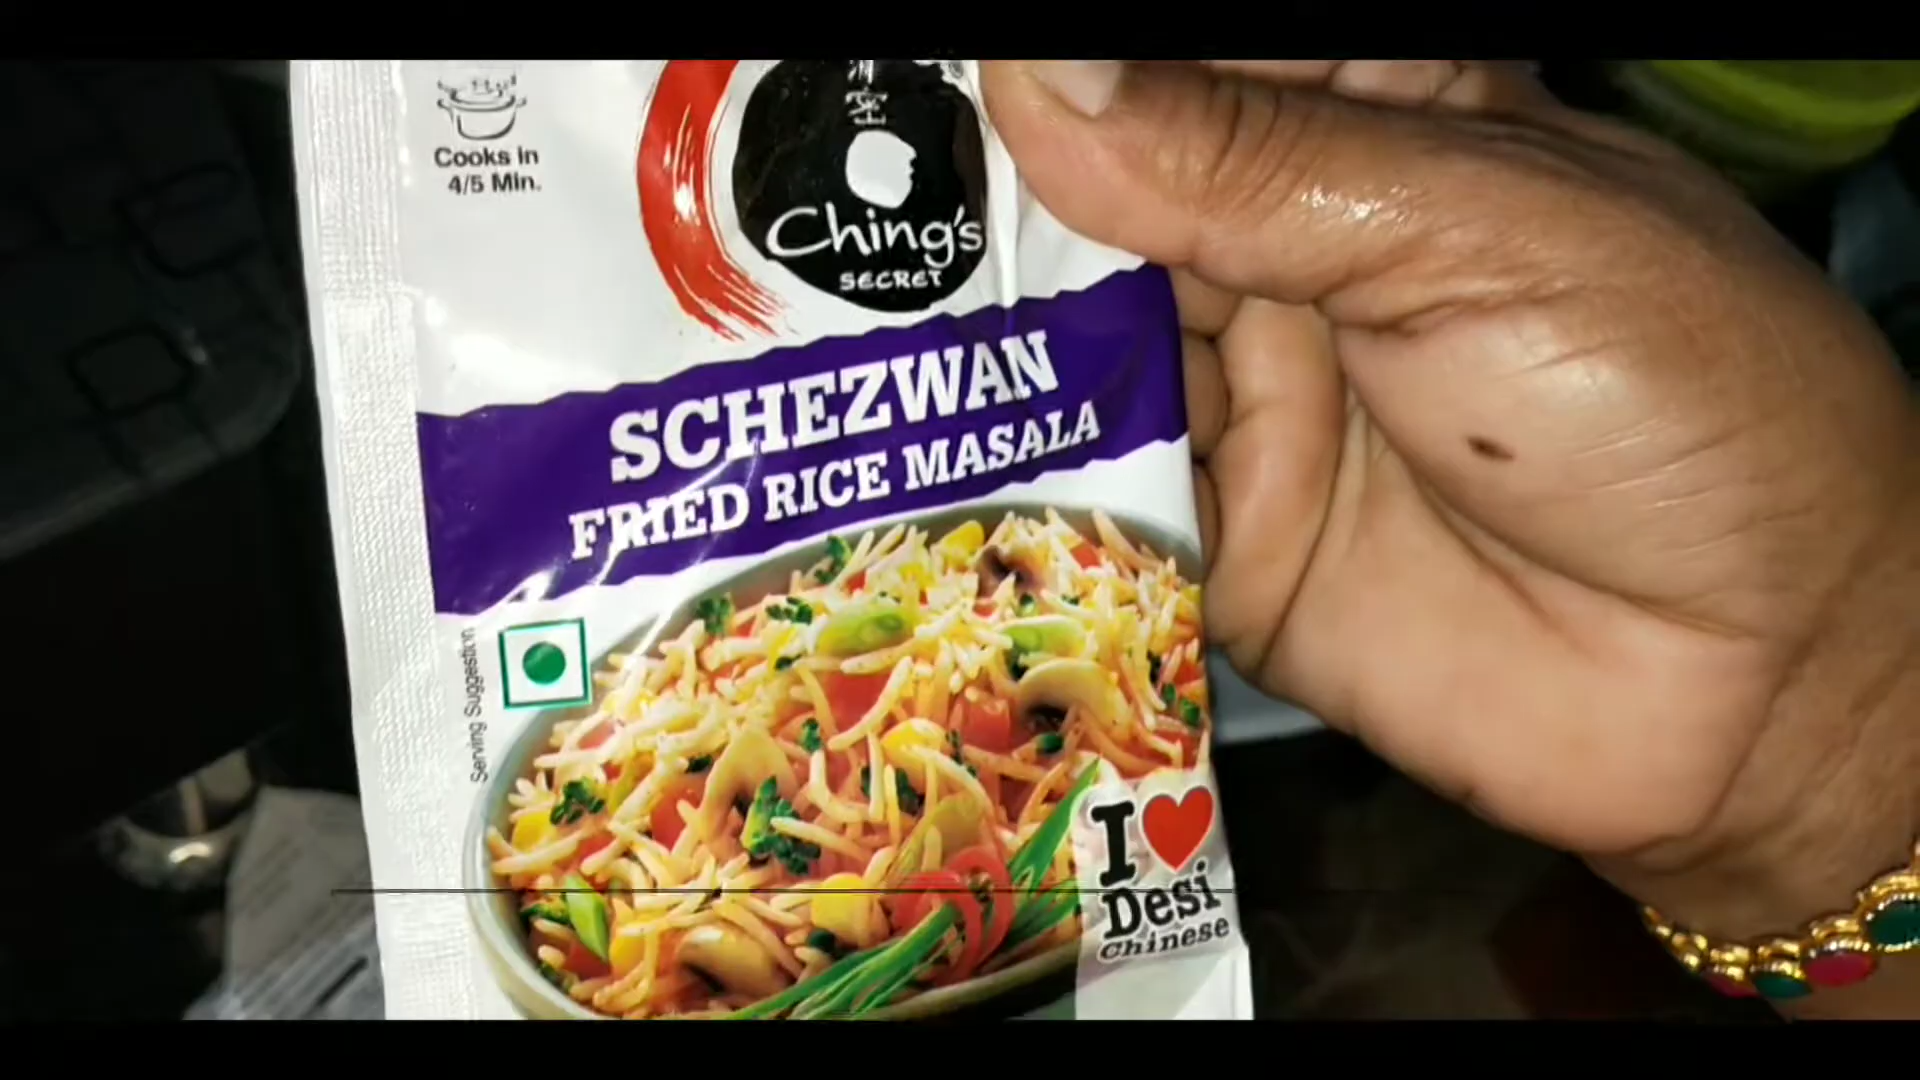 Cooks in
4/5 Min.
Ching's
SECRET
SCHEZWAN
FRIED RICE MASALA
Serving Suggestion
I
Desi
Chinese